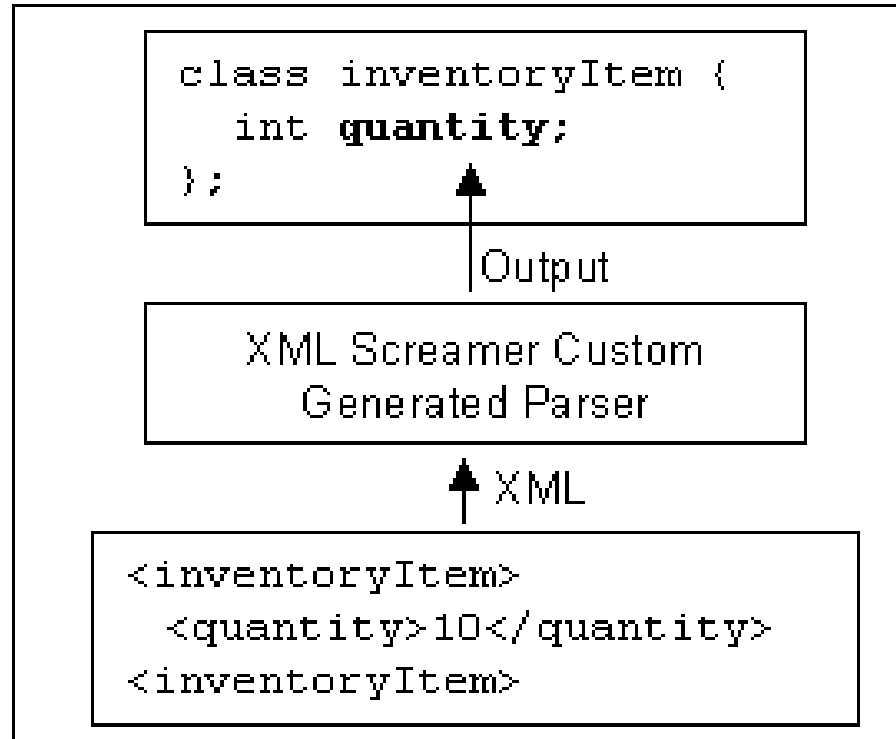 class inventoryItem {
int quantity;
};
Output
XML Screamer Custom
Generated Parser
XML
<inventoryItem>
<quantity>10</quantity>
<inventoryItem>